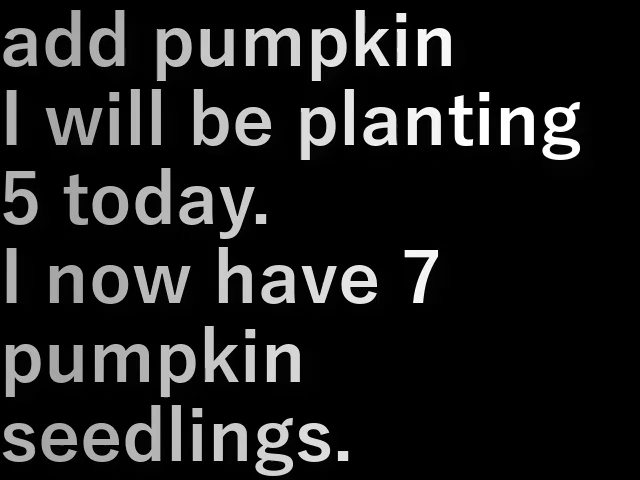 add pumpkin
I will be planting
5 today.
I now have 7
pumpkin
seedlings.